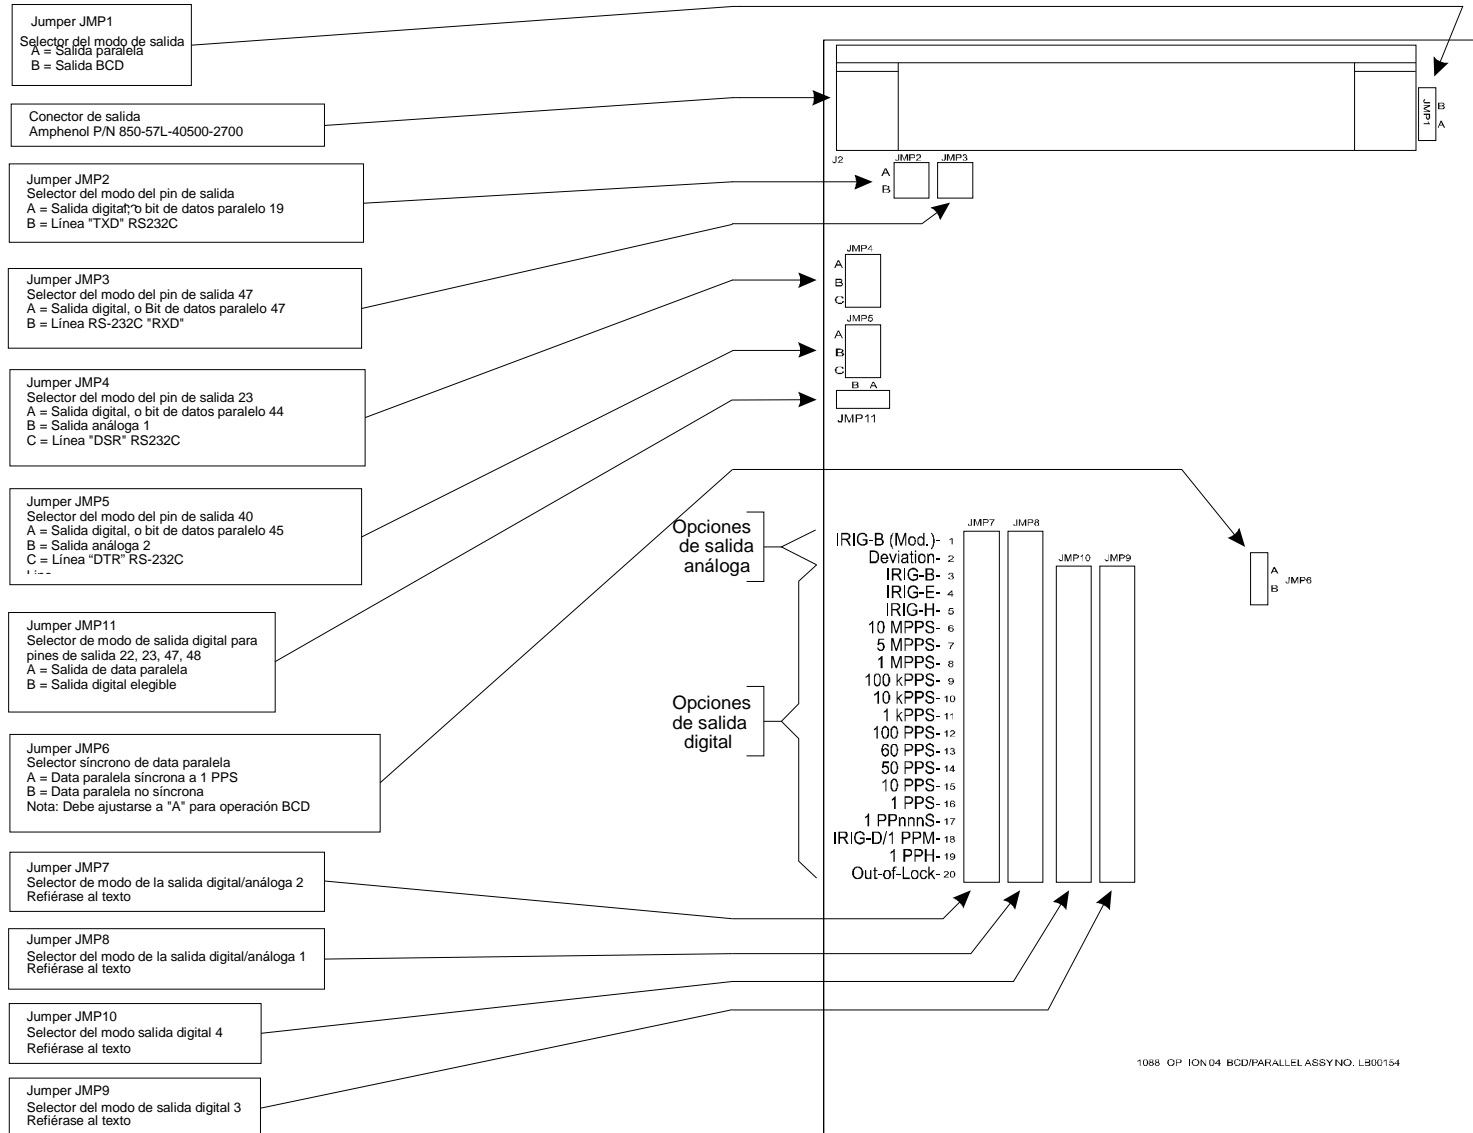 Jumper JMP1
Selector del modo de salida
A = Salida paralela
B = Salida BCD
Conector de salida
Amphenol P/N 850-57L-40500-2700
Jumper JMP2
Selector del modo del pin de salida
A = Salida digital, o bit de datos paralelo 19
B = Línea "TXD" RS232C
Jumper JMP3
Selector del modo del pin de salida 47
A = Salida digital, o Bit de datos paralelo 47
B = Línea RS-232C "RXD"
Jumper JMP4
Selector del modo del pin de salida 23
A = Salida digital, o bit de datos paralelo 44
B = Salida análoga 1
C = Línea "DSR" RS232C
Jumper JMP5
Selector del modo del pin de salida 40
A = Salida digital, o bit de datos paralelo 45
B = Salida análoga 2
C = Línea “DTR” RS-232C
Jumper JMP11
Selector de modo de salida digital para
pines de salida 22, 23, 47, 48
A = Salida de data paralela
B = Salida digital elegible
Jumper JMP6
Selector síncrono de data paralela
A = Data paralela síncrona a 1 PPS
B = Data paralela no síncrona
Nota: Debe ajustarse a "A" para operación BCD
Jumper JMP7
Selector de modo de la salida digital/análoga 2
Refiérase al texto
Jumper JMP8
Selector del modo de la salida digital/análoga 1
Refiérase al texto
Jumper JMP10
Selector del modo salida digital 4
Refiérase al texto
Jumper JMP9
Selector del modo de salida digital 3
Refiérase al texto
JMP1
B
A
J2
JMP2
JMP3
A
B
JMP4
A
B
C
JMP5
A
B
C
B A
JMP11
Opciones
de salida
análoga
Opciones
de salida
digital
JMP7
JMP8
JMP10
JMP9
IRIG-B (Mod.)- 1
Deviation- 2
IRIG-B- 3
IRIG-E- 4
IRIG-H- 5
10 MPPS- 6
5 MPPS- 7
1 MPPS- 8
100 kPPS- 9
10 kPPS- 10
1 kPPS- 11
100 PPS- 12
60 PPS- 13
50 PPS- 14
10 PPS- 15
1 PPS- 16
1 PPnnnS- 17
IRIG-D/1 PPM- 18
1 PPH- 19
Out-of-Lock- 20
A
B
JMP6
1088 OP ION 04 BCD/PARALLEL ASSY NO. LB00154